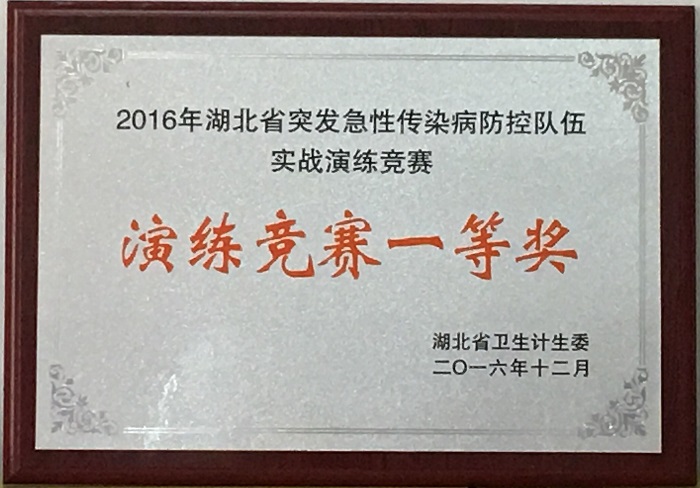 2016年湖北省突发急性传染病防控队伍
实战演练竞赛
演练竞赛一等奖
湖北省卫生计生委
二〇一六年十二月